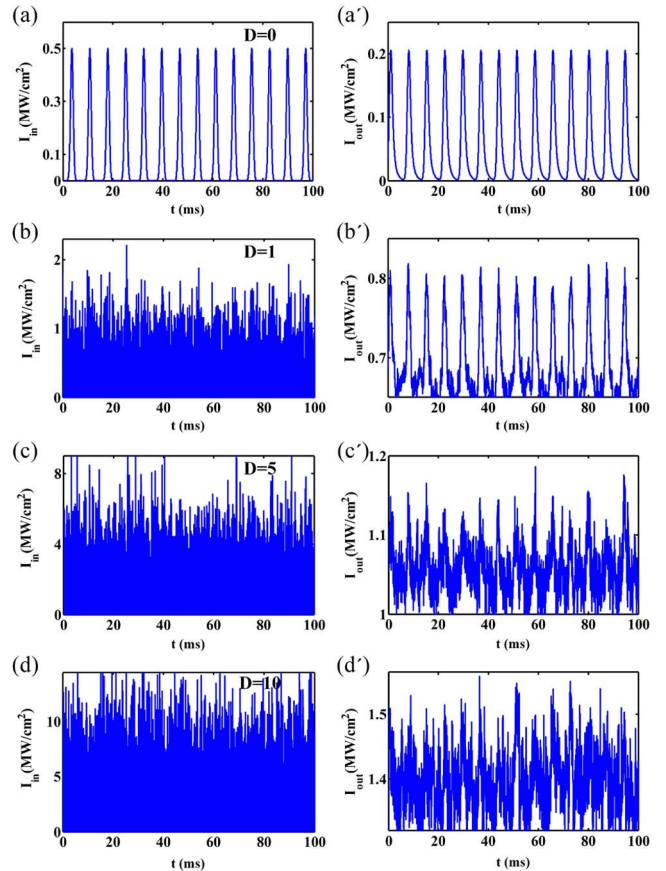 (a)
D=0
I_in(MW/cm²)
0.5
0.3
0.1
0
0 20 40 60 80 100
t (ms)
(a´)
I_out(MW/cm²)
0.2
0.1
0
0 20 40 60 80 100
t (ms)
(b)
D=1
I_in(MW/cm²)
2
1
0
0 20 40 60 80 100
t (ms)
(b´)
I_out(MW/cm²)
0.8
0.7
0 20 40 60 80 100
t (ms)
(c)
D=5
I_in(MW/cm²)
8
4
0
0 20 40 60 80 100
t (ms)
(c´)
I_out(MW/cm²)
1.2
1.1
1
0 20 40 60 80 100
t (ms)
(d)
D=10
I_in(MW/cm²)
10
5
0
0 20 40 60 80 100
t (ms)
(d´)
I_out(MW/cm²)
1.5
1.4
0 20 40 60 80 100
t (ms)